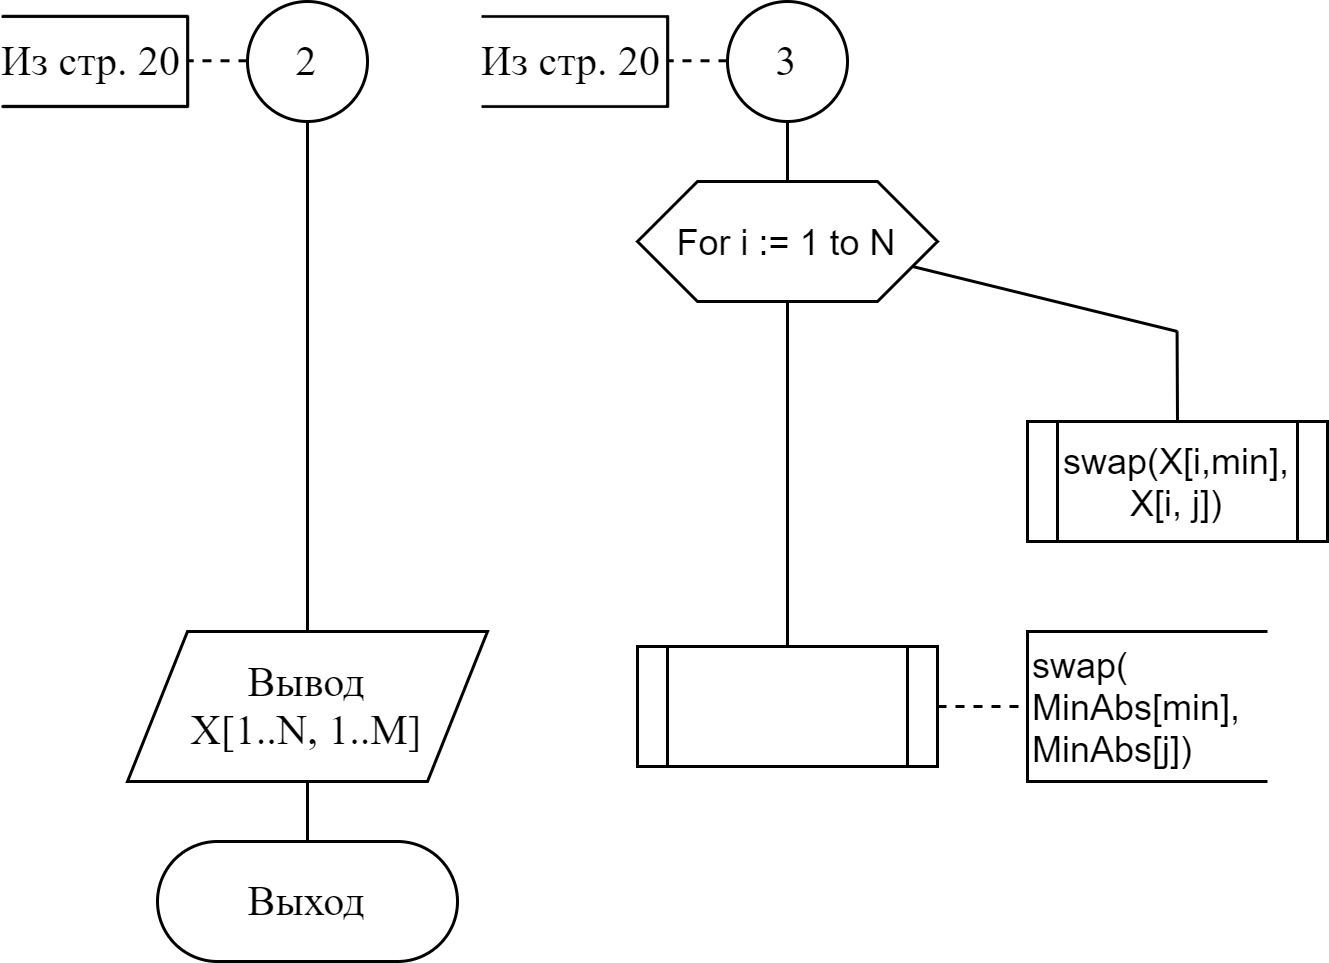 Из стр. 20
2
Из стр. 20
3
For i := 1 to N
swap(X[i,min],
X[i, j])
Вывод
X[1..N, 1..M]
swap(
MinAbs[min],
MinAbs[j])
Выход